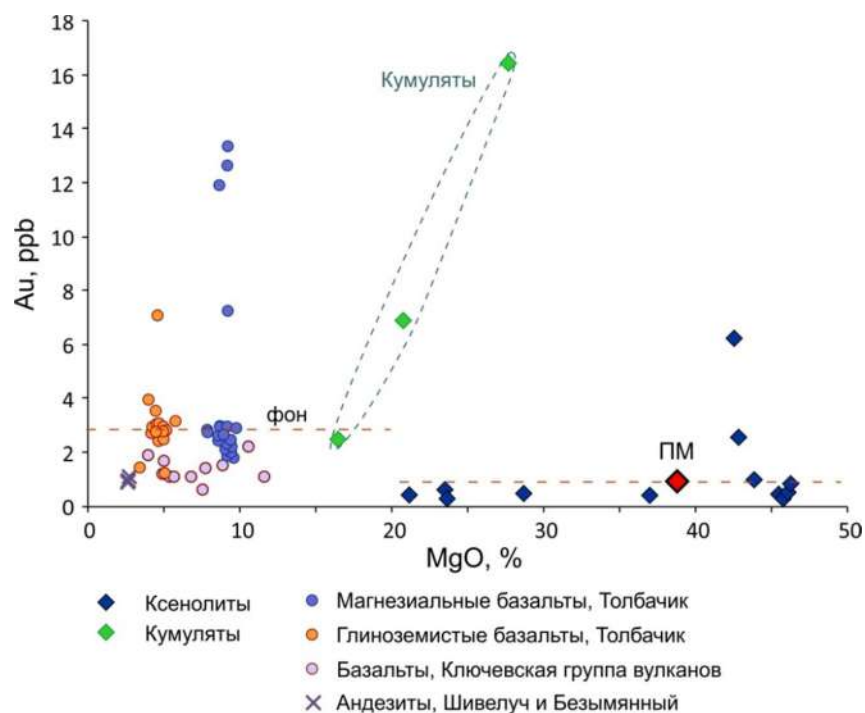 18
16
14
12
10
8
6
4
2
0
Au, ppb
Кумуляты
фон
ПМ
0 10 20 30 40 50
MgO, %
Ксенолиты
Кумуляты
Магнезиальные базальты, Толбачик
Глиноземистые базальты, Толбачик
Базальты, Ключевская группа вулканов
Андезиты, Шивелуч и Безымянный